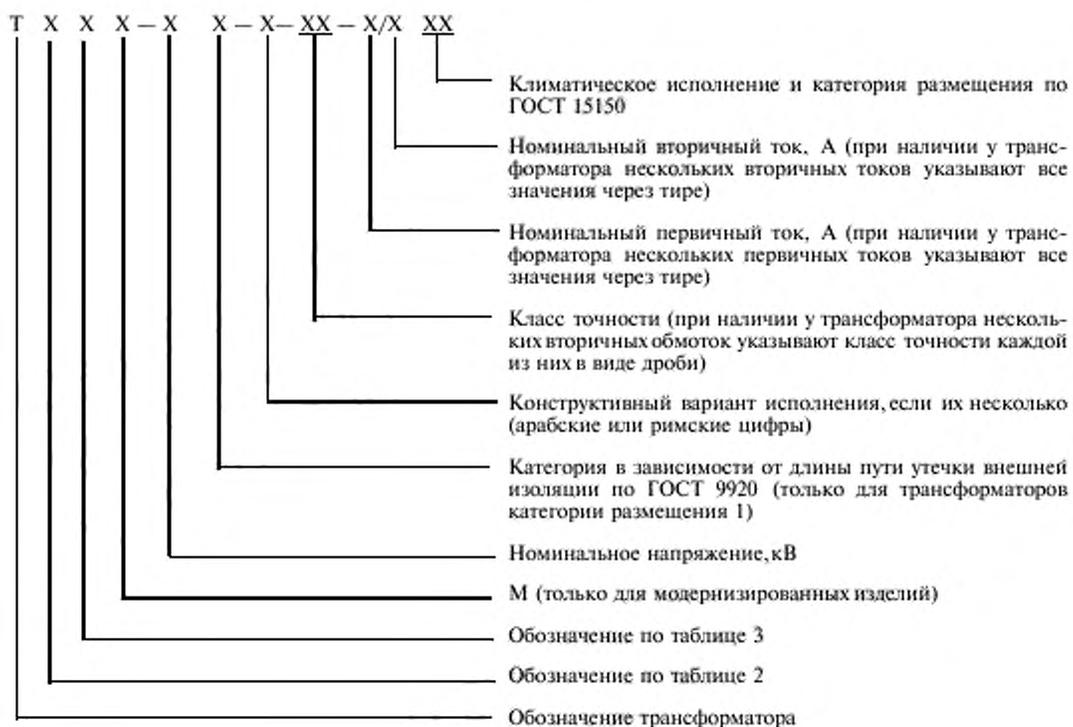 Т Х Х Х – Х Х – Х – ХХ – Х/Х ХХ
Климатическое исполнение и категория размещения по
ГОСТ 15150
Номинальный вторичный ток, А (при наличии у транс-
форматора нескольких вторичных токов указывают все
значения через тире)
Номинальный первичный ток, А (при наличии у транс-
форматора нескольких первичных токов указывают все
значения через тире)
Класс точности (при наличии у трансформатора несколь-
ких вторичных обмоток указывают класс точности каждой
из них в виде дроби)
Конструктивный вариант исполнения, если их несколько
(арабские или римские цифры)
Категория в зависимости от длины пути утечки внешней
изоляции по ГОСТ 9920 (только для трансформаторов
категории размещения 1)
Номинальное напряжение, кВ
М (только для модернизированных изделий)
Обозначение по таблице 3
Обозначение по таблице 2
Обозначение трансформатора